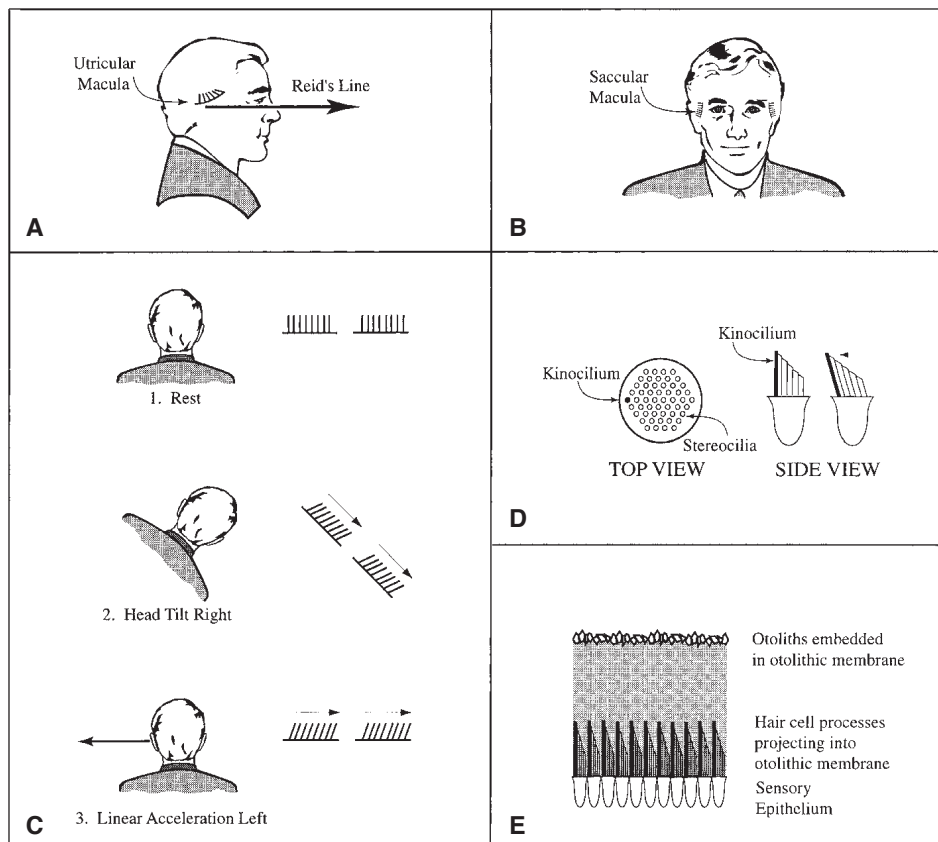 Utricular
Macula
Reid's Line
A
Saccular
Macula
B
1. Rest
2. Head Tilt Right
3. Linear Acceleration Left
C
Kinocilium
Kinocilium
Stereocilia
TOP VIEW
SIDE VIEW
D
Otoliths embedded
in otolithic membrane
Hair cell processes
projecting into
otolithic membrane
Sensory
Epithelium
E